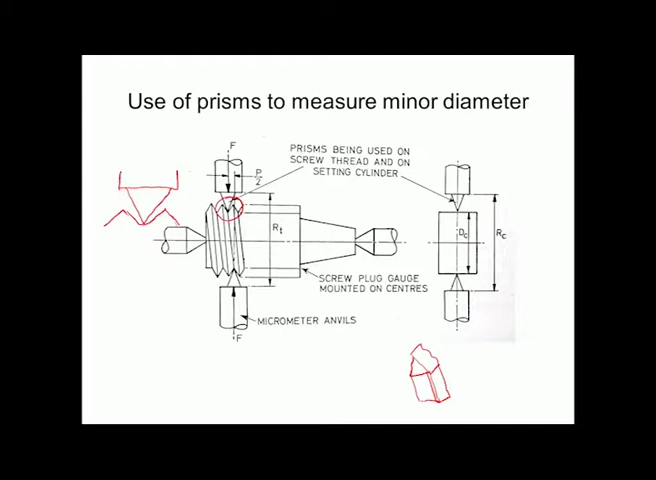 Use of prisms to measure minor diameter
F
P/2
PRISMS BEING USED ON
SCREW THREAD AND ON
SETTING CYLINDER
Rt
Dc
Rc
SCREW PLUG GAUGE
MOUNTED ON CENTRES
MICROMETER ANVILS
F